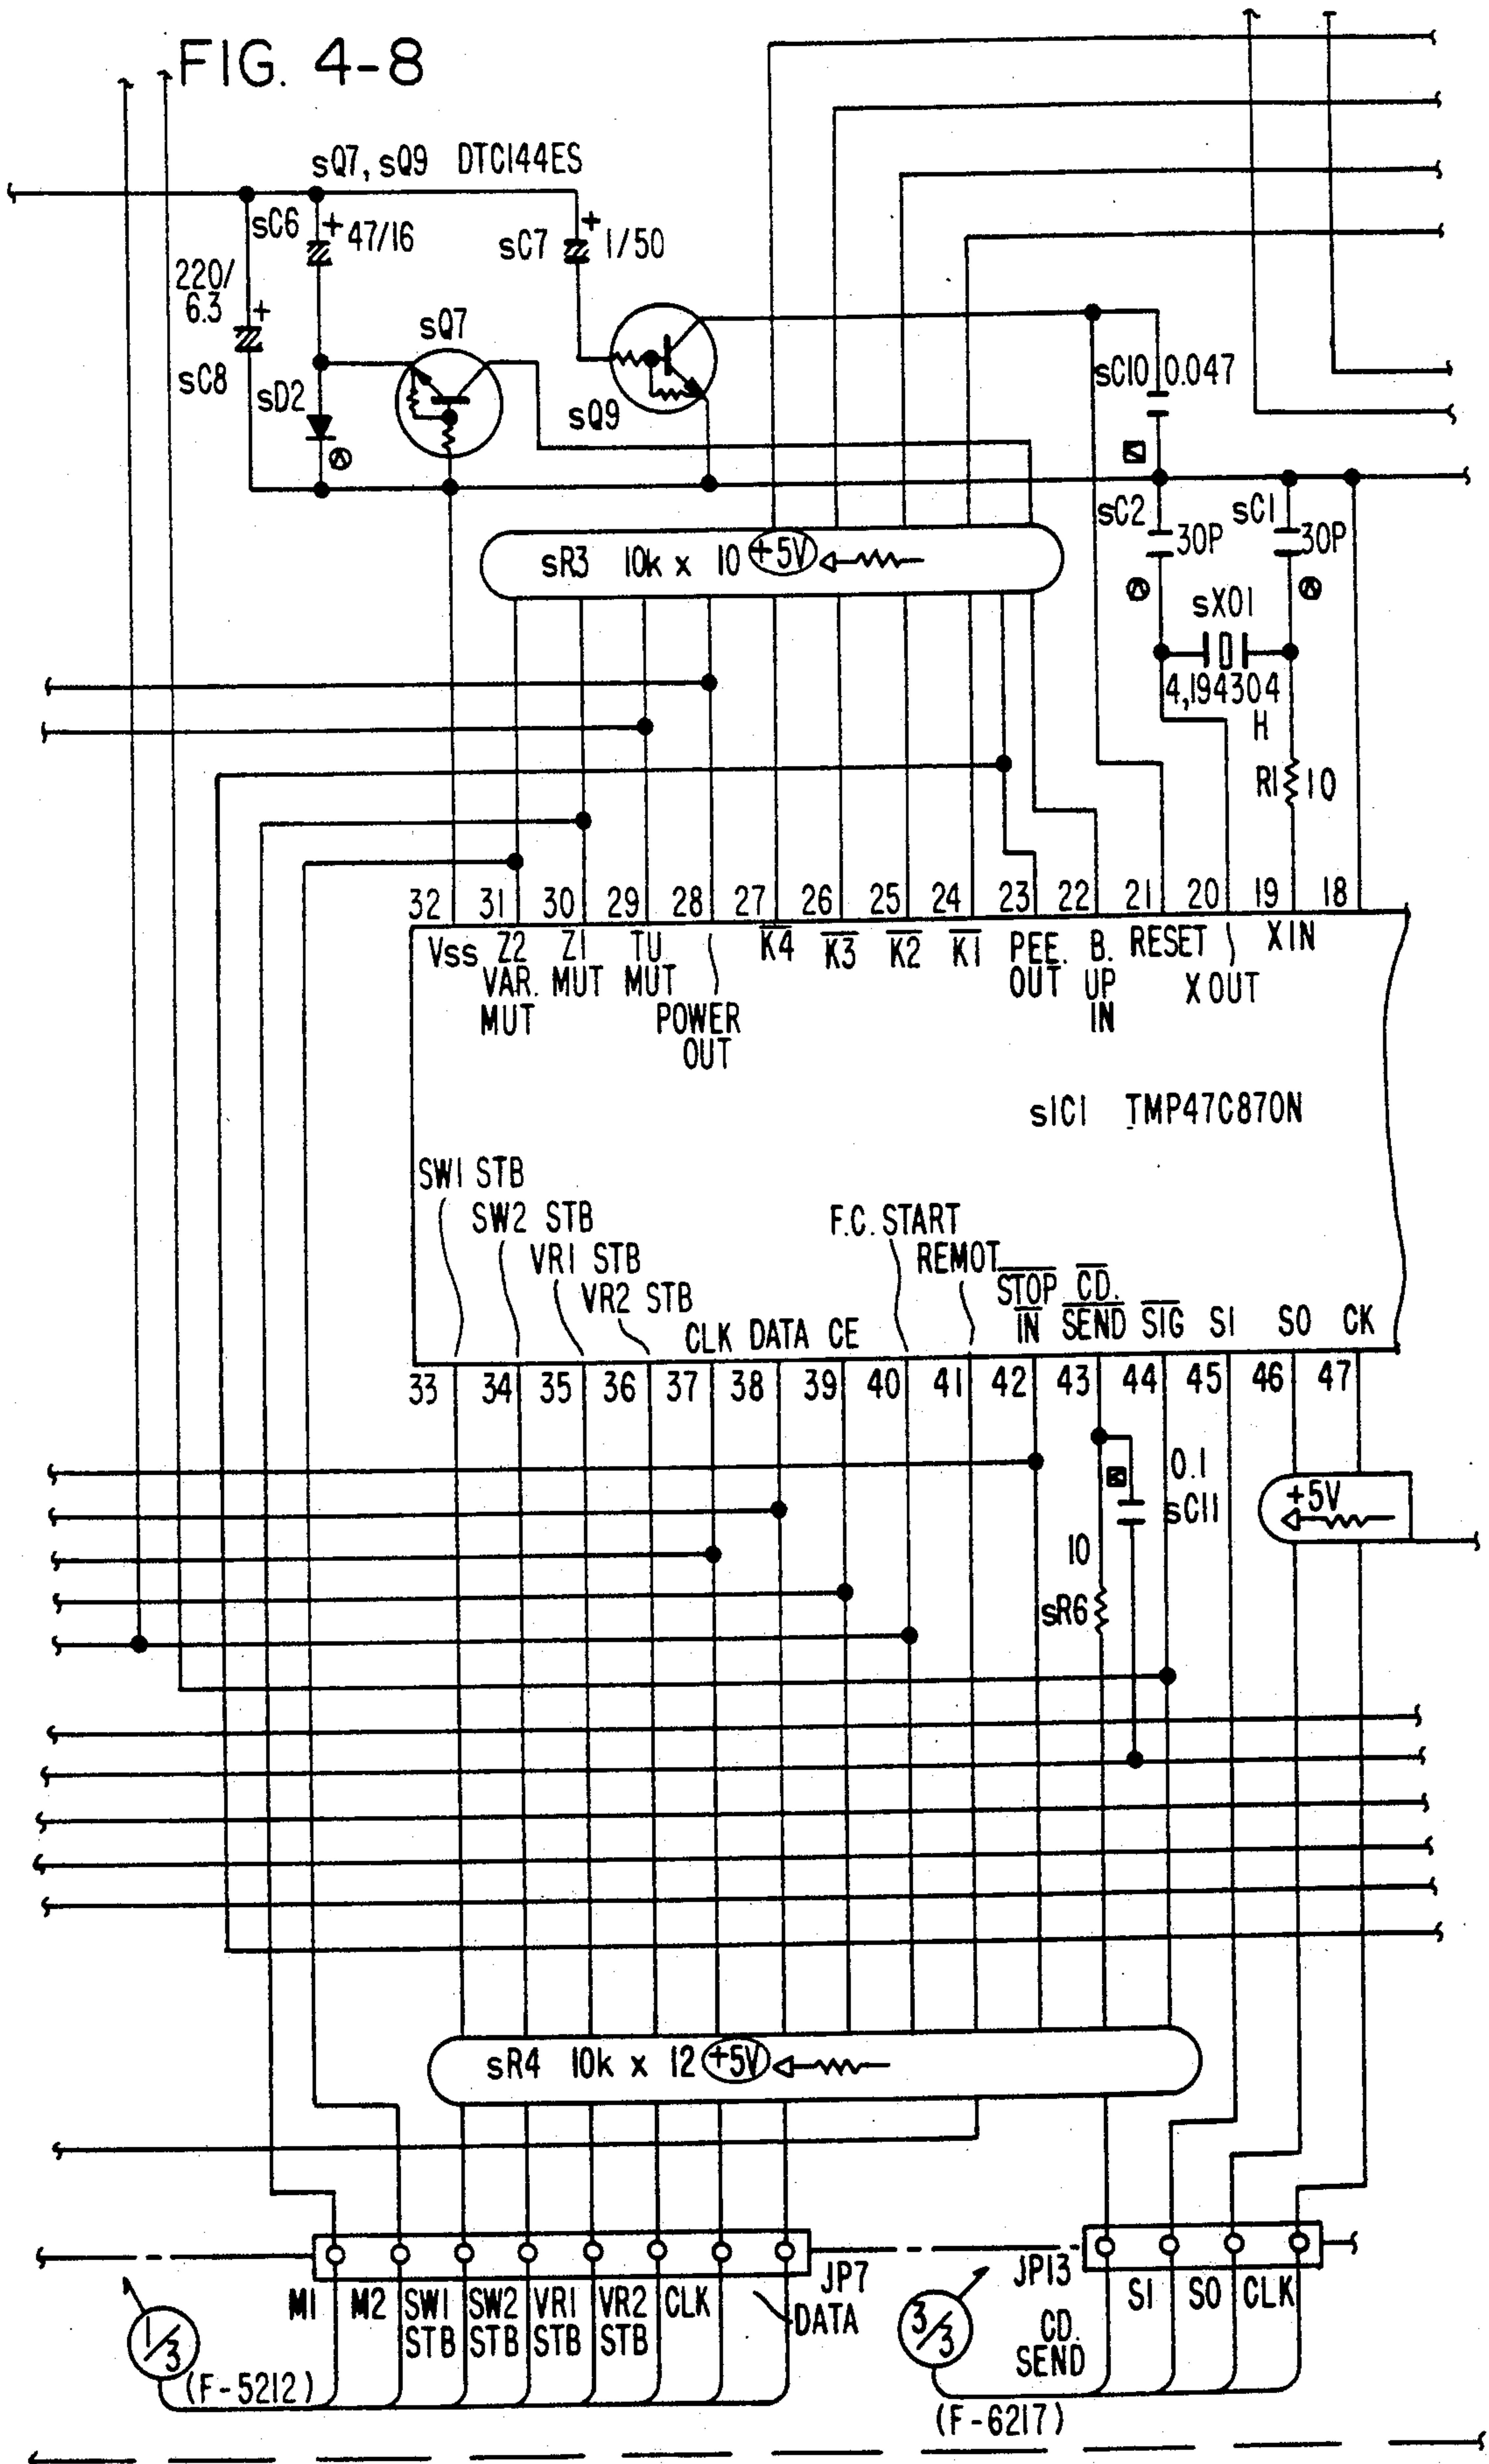 FIG. 4-8
sQ7, sQ9 DTC144ES
sC6 + 47/16
sC7 + 1/50
220/
6.3 +
sC8
sQ7
sD2
sQ9
sC10 0.047
sC2 30P
sC1 30P
sX01
4,194304
H
R1 10
sR3 10k x 10 +5V
32 31 30 29 28 27 26 25 24 23 22 21 20 19 18
Vss Z2 Z1 TU K4 K3 K2 K1 PEE. B. RESET XIN
VAR. MUT MUT OUT UP XOUT
MUT POWER IN
OUT
sIC1 TMP47C870N
SW1 STB
SW2 STB
VR1 STB
VR2 STB
F.C. START
REMOT
STOP CD.
CLK DATA CE IN SEND SIG SI SO CK
33 34 35 36 37 38 39 40 41 42 43 44 45 46 47
0.1
sC11
+5V
10
sR6
sR4 10k x 12 +5V
JP7
JP13
M1 M2 SW1 SW2 VR1 VR2 CLK
STB STB STB STB
DATA
SI SO CLK
CD.
SEND
1/3
3/3
(F-5212)
(F-6217)